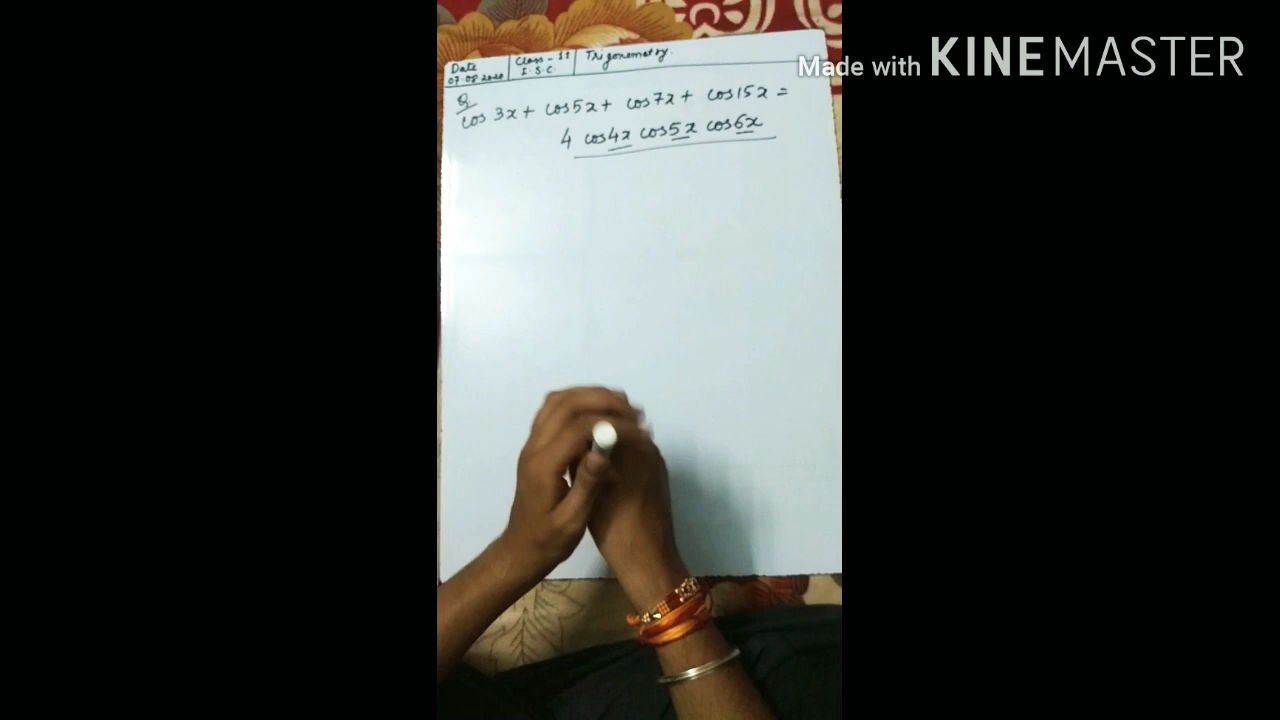 Made with KINEMASTER
Date
07-08-2020
Class - 11
I.S.C.
Trigonometry.
Q
cos 3x + cos5x + cos7x + cos15x =
4 cos4x cos5x cos6x